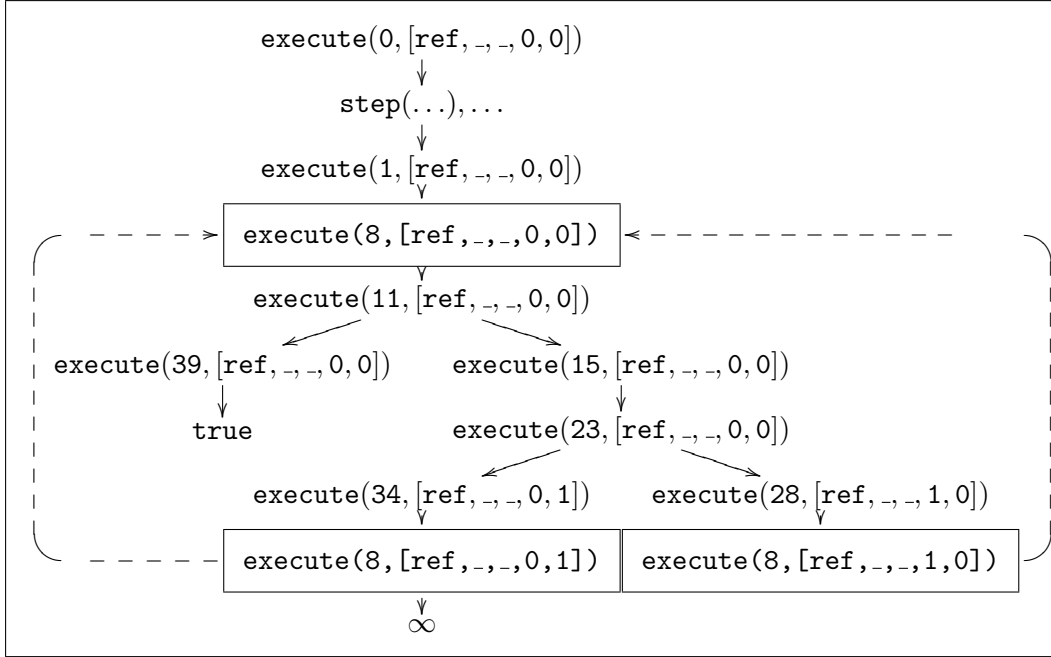 execute(0, [ref, _, _, 0, 0])
step(...), ...
execute(1, [ref, _, _, 0, 0])
execute(8,[ref,_,_,0,0])
execute(11, [ref, _, _, 0, 0])
execute(39, [ref, _, _, 0, 0]) execute(15, [ref, _, _, 0, 0])
true execute(23, [ref, _, _, 0, 0])
execute(34, [ref, _, _, 0, 1]) execute(28, [ref, _, _, 1, 0])
execute(8,[ref,_,_,0,1]) execute(8,[ref,_,_,1,0])
∞